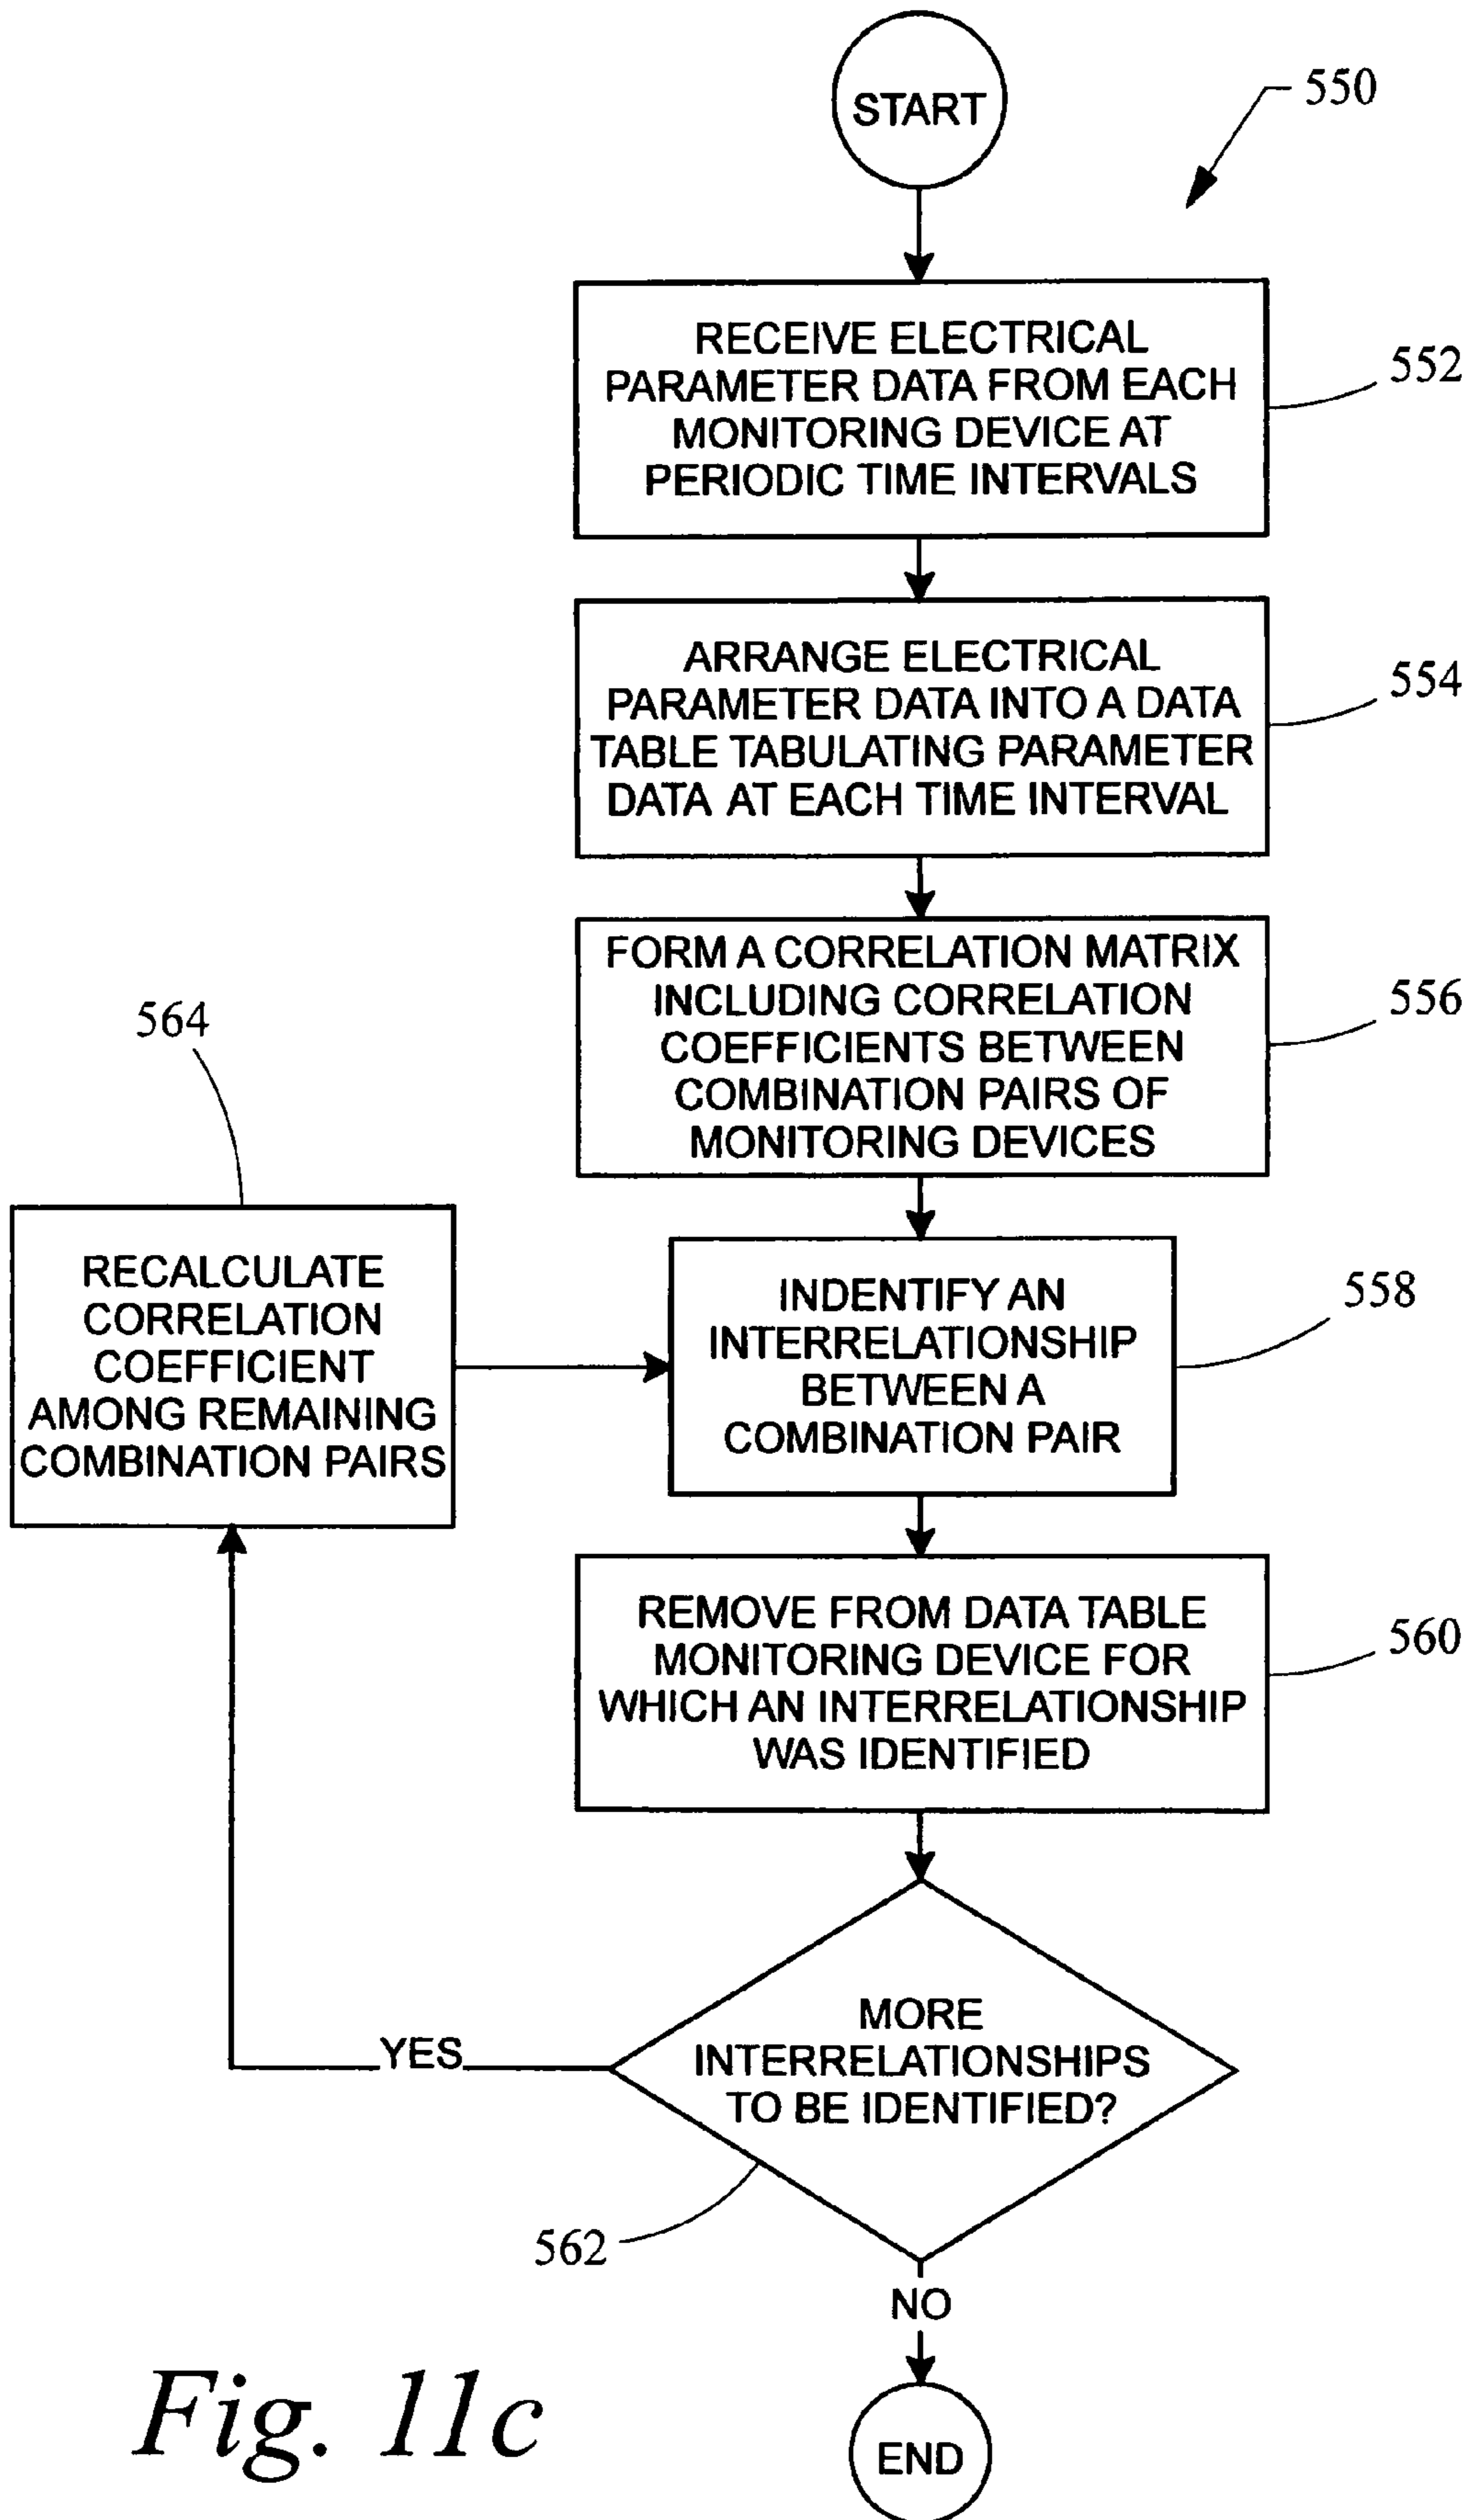 START
550
RECEIVE ELECTRICAL
PARAMETER DATA FROM EACH
MONITORING DEVICE AT
PERIODIC TIME INTERVALS
552
ARRANGE ELECTRICAL
PARAMETER DATA INTO A DATA
TABLE TABULATING PARAMETER
DATA AT EACH TIME INTERVAL
554
FORM A CORRELATION MATRIX
INCLUDING CORRELATION
COEFFICIENTS BETWEEN
COMBINATION PAIRS OF
MONITORING DEVICES
556
564
RECALCULATE
CORRELATION
COEFFICIENT
AMONG REMAINING
COMBINATION PAIRS
INDENTIFY AN
INTERRELATIONSHIP
BETWEEN A
COMBINATION PAIR
558
REMOVE FROM DATA TABLE
MONITORING DEVICE FOR
WHICH AN INTERRELATIONSHIP
WAS IDENTIFIED
560
MORE
INTERRELATIONSHIPS
TO BE IDENTIFIED?
YES
562
NO
END
Fig. 11c